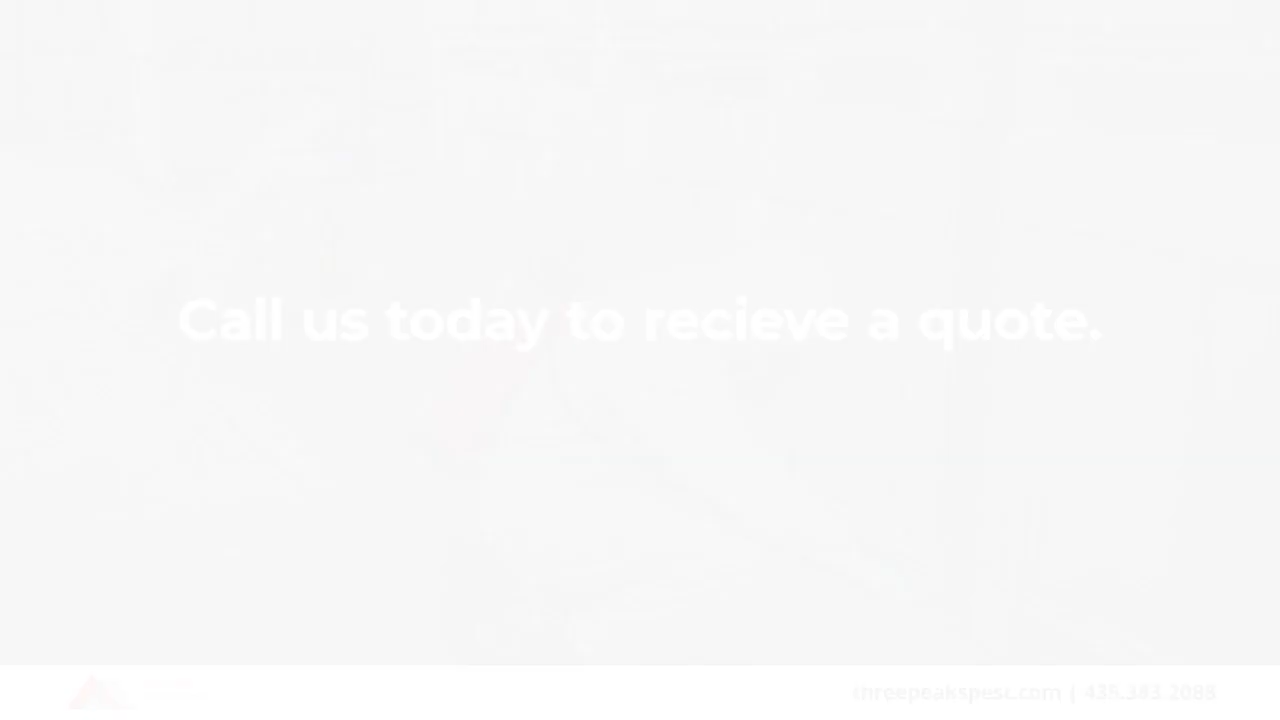 Call us today to recieve a quote.
threepeakspesc.com | 435.383.2088